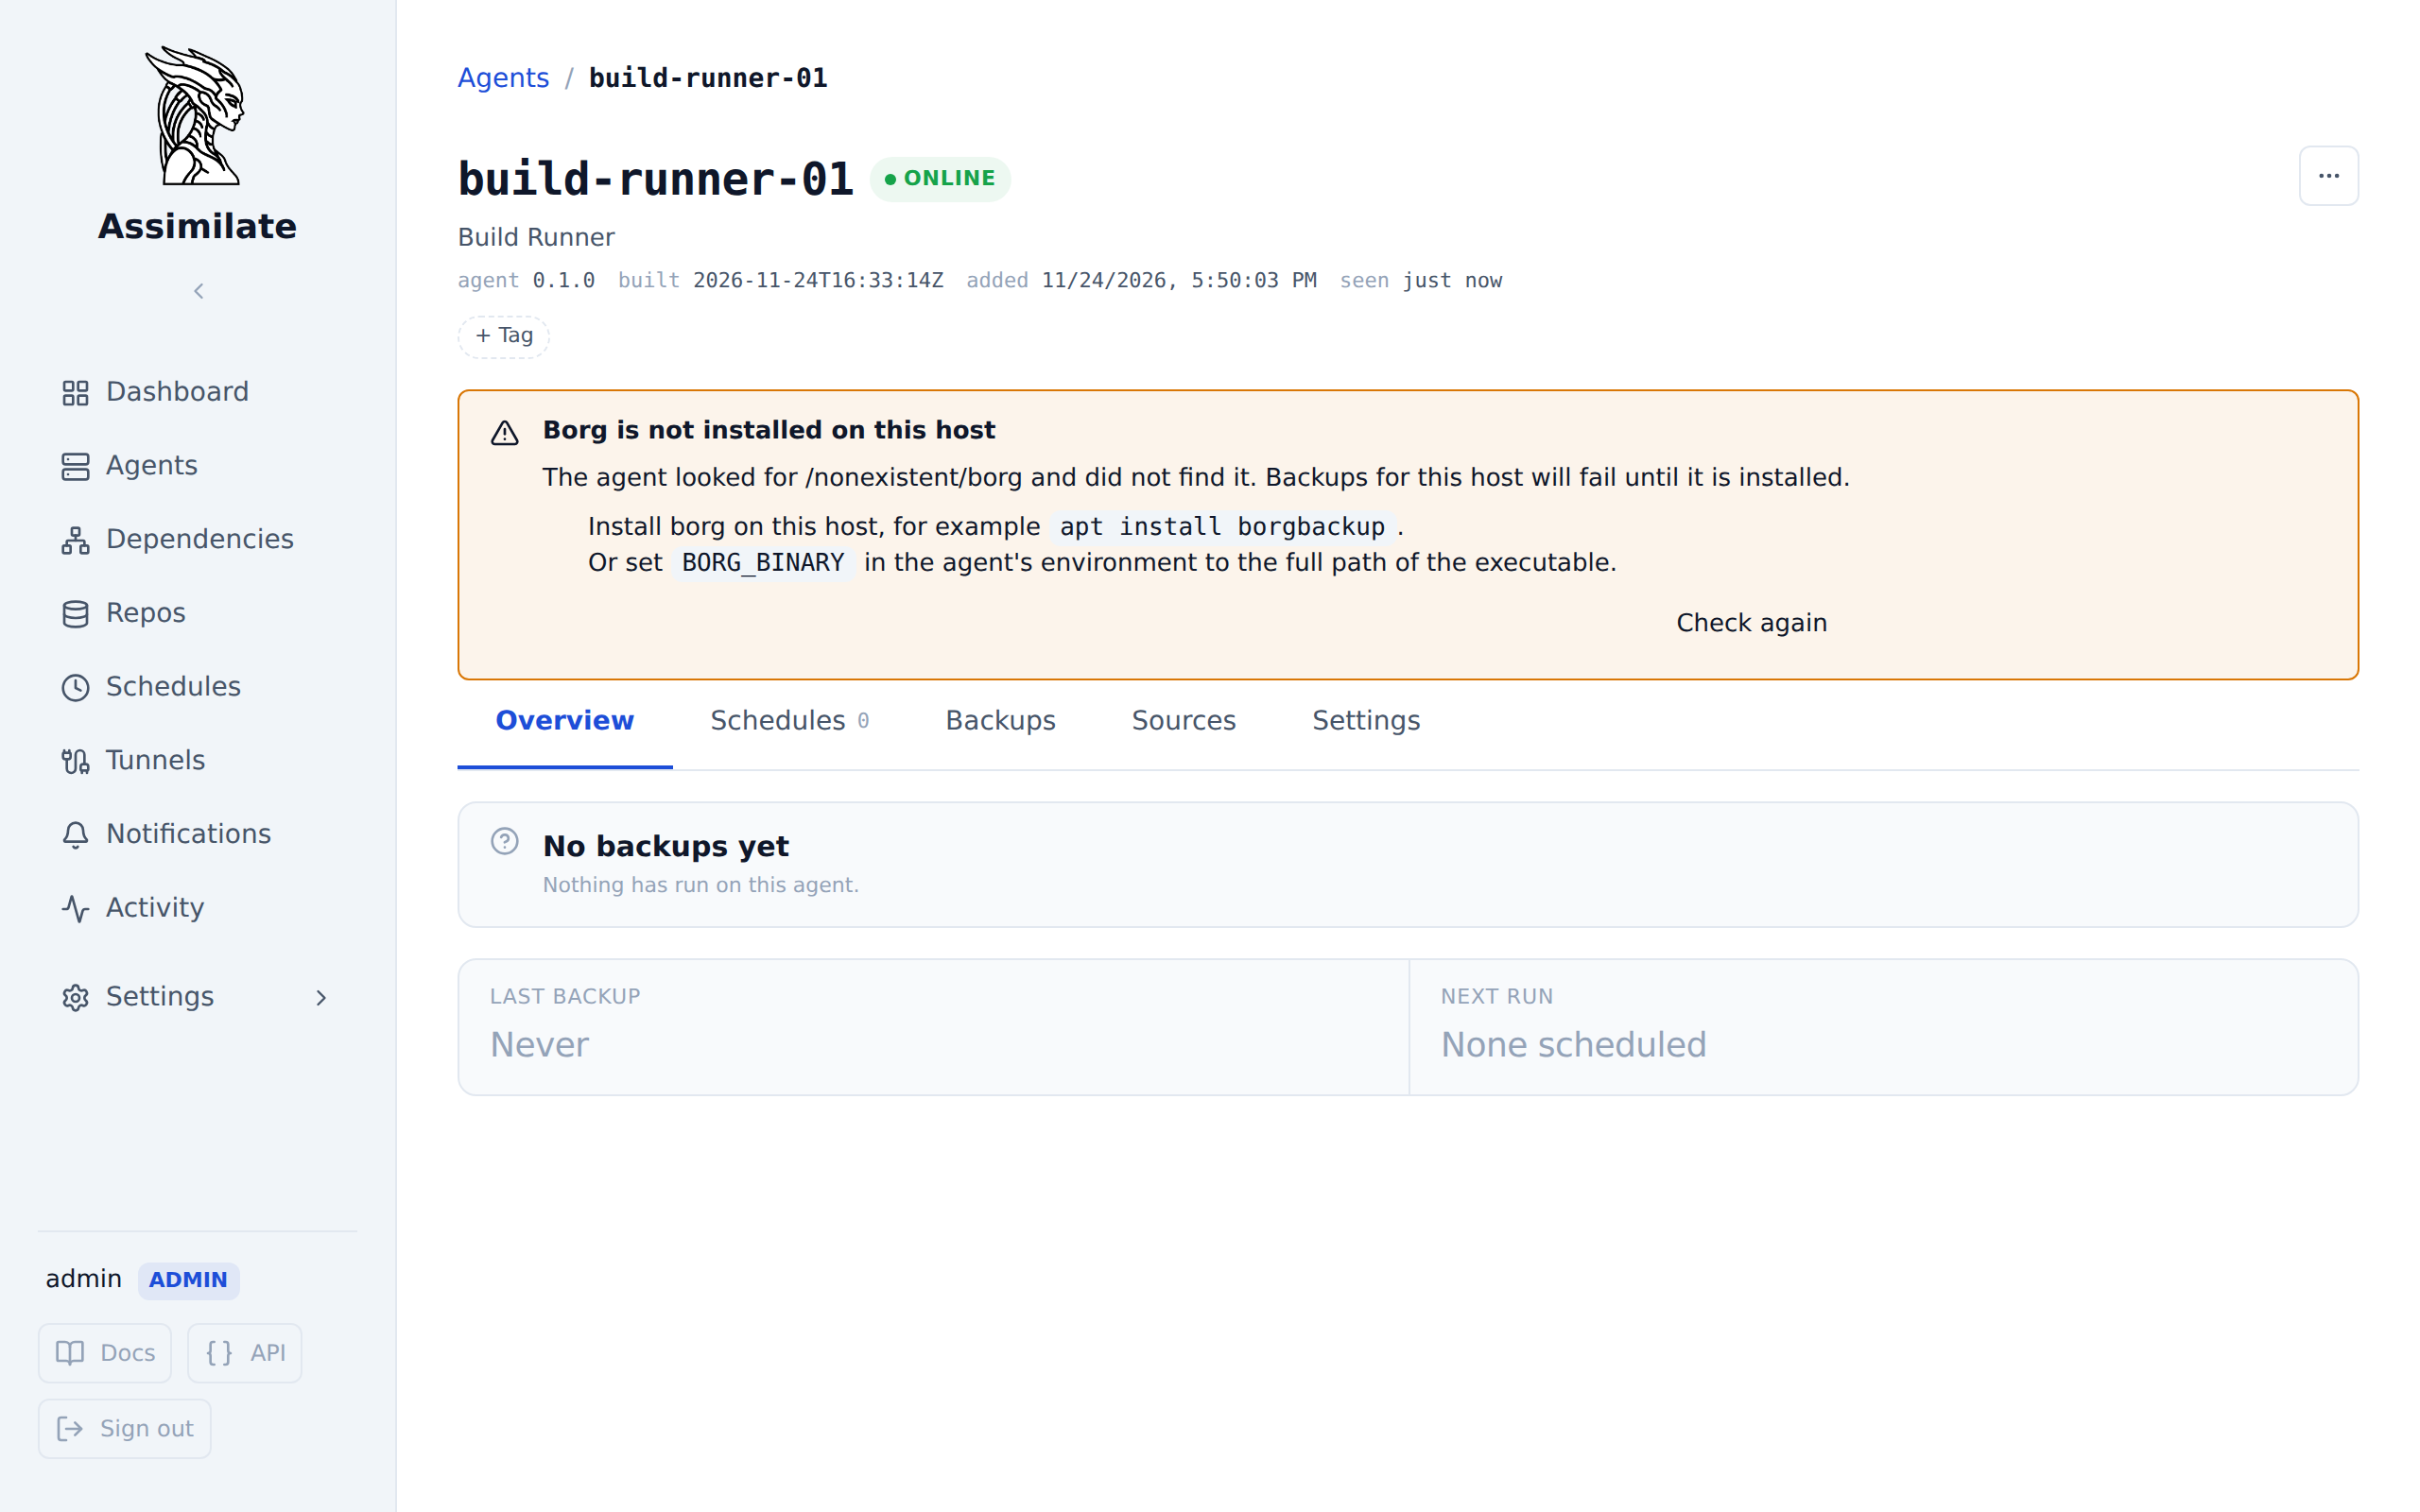 Assimilate
Dashboard
Agents
Dependencies
Repos
Schedules
Tunnels
Notifications
Activity
Settings
admin ADMIN
Docs
API
Sign out
Agents / build-runner-01
build-runner-01 ONLINE
Build Runner
agent 0.1.0 built 2026-11-24T16:33:14Z added 11/24/2026, 5:50:03 PM seen just now
+ Tag
Borg is not installed on this host
The agent looked for /nonexistent/borg and did not find it. Backups for this host will fail until it is installed.
Install borg on this host, for example apt install borgbackup.
Or set BORG_BINARY in the agent's environment to the full path of the executable.
Check again
Overview Schedules 0 Backups Sources Settings
No backups yet
Nothing has run on this agent.
LAST BACKUP
Never
NEXT RUN
None scheduled